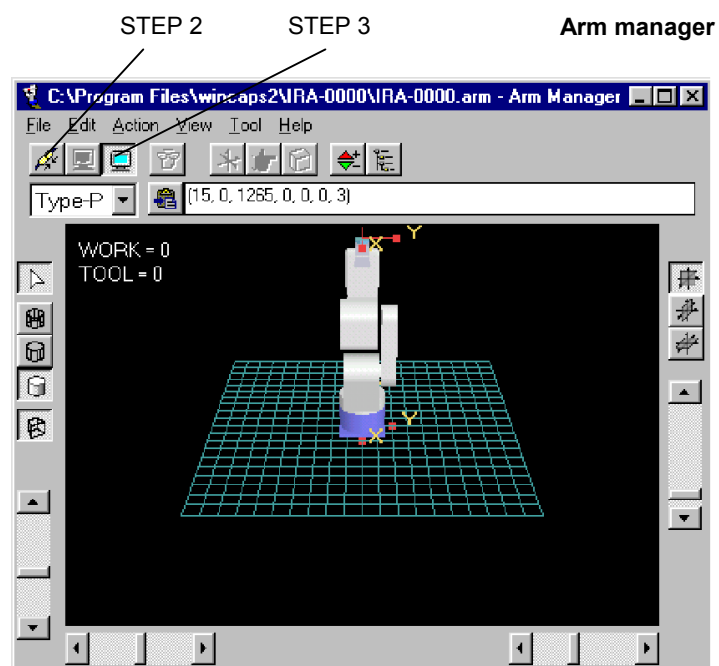 STEP 2 STEP 3 Arm manager
C:\Program Files\wincaps2\IRA-0000\IRA-0000.arm - Arm Manager
File Edit Action View Tool Help
Type-P (15, 0, 1265, 0, 0, 0, 3)
WORK = 0
TOOL = 0
X Y
X Y